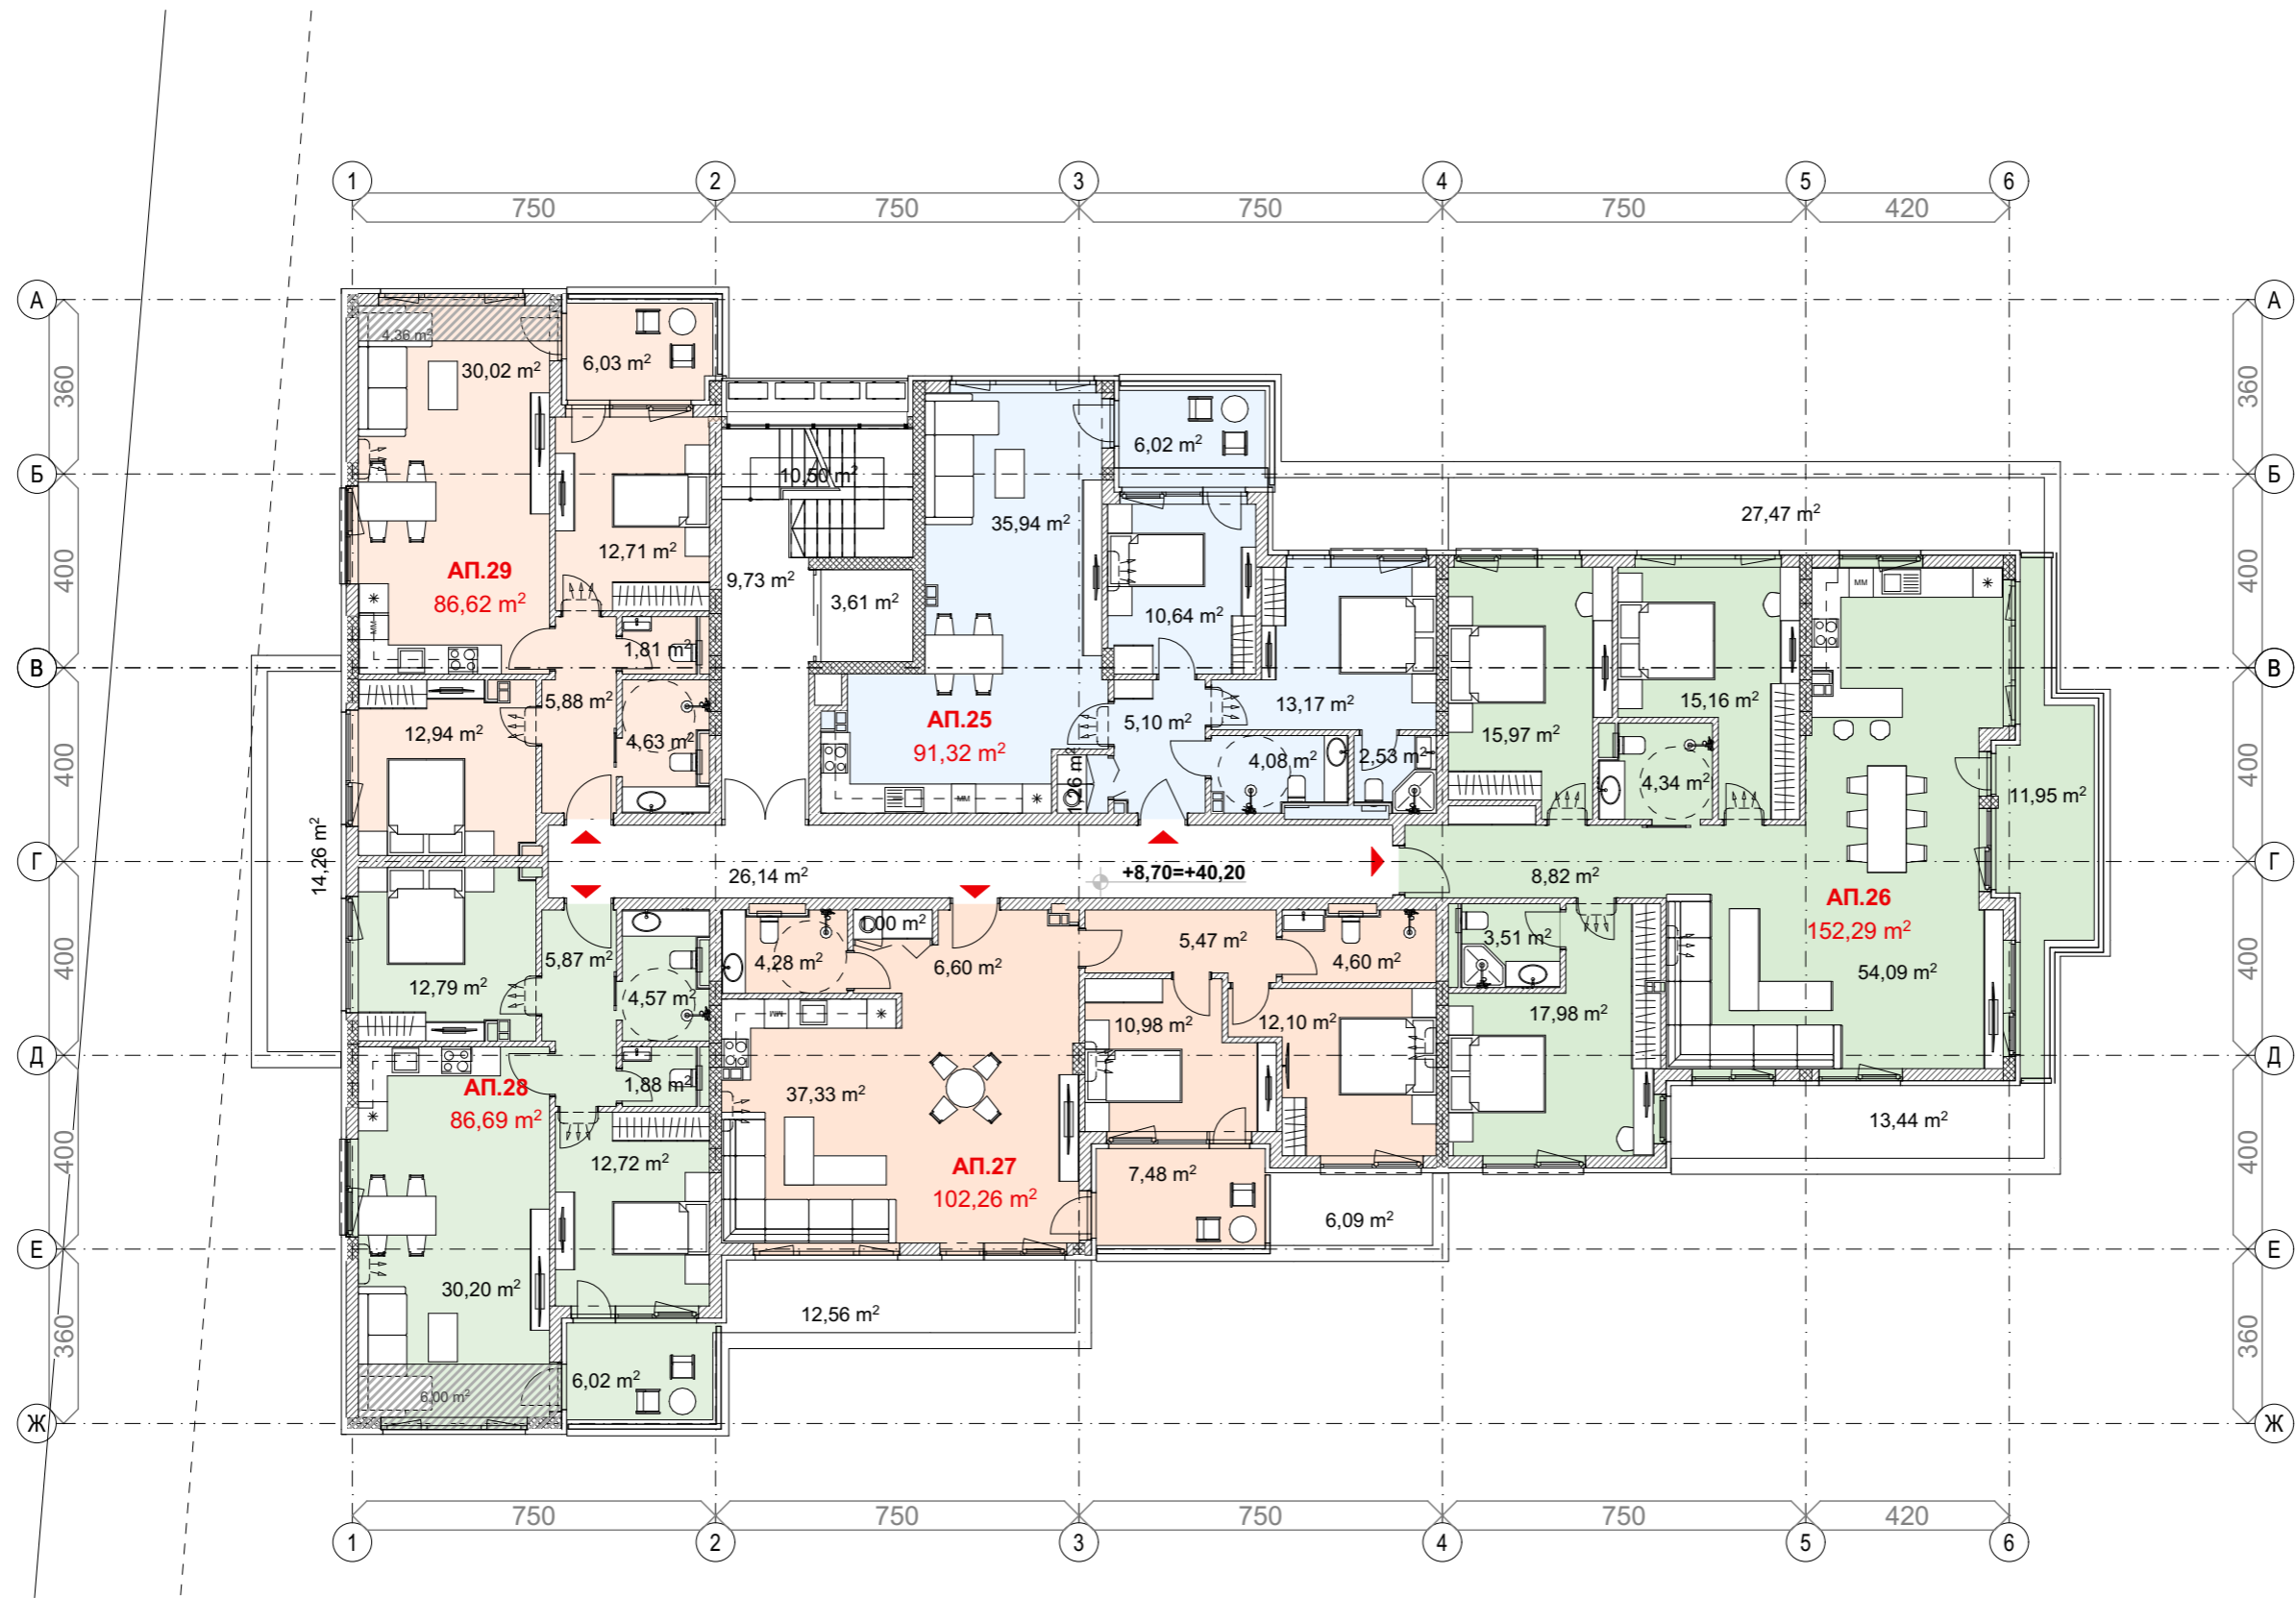 1 2 3 4 5 6
750 750 750 750 420
А А
360 360
6,03 m²
4,36 m²
30,02 m²
6,02 m²
Б Б
10,50 m²
35,94 m²
27,47 m²
12,71 m²
АП.29
86,62 m²
400 400
9,73 m²
3,61 m²
10,64 m²
MM
MM
1,81 m²
В В
5,88 m²
15,16 m²
13,17 m²
АП.25
91,32 m²
5,10 m²
12,94 m²
4,63 m²
15,97 m²
2,53 m²
4,08 m²
400 400
1,26 m²
4,34 m²
11,95 m²
MM
14,26 m²
Г Г
26,14 m²
+8,70=+40,20
8,82 m²
АП.26
152,29 m²
1,00 m²
5,47 m²
3,51 m²
5,87 m²
4,28 m²
6,60 m²
4,60 m²
400 400
54,09 m²
12,79 m²
4,57 m²
MM
10,98 m²
12,10 m²
17,98 m²
Д Д
АП.28
86,69 m²
1,88 m²
37,33 m²
13,44 m²
400 400
12,72 m²
АП.27
102,26 m²
7,48 m²
6,09 m²
Е Е
30,20 m²
12,56 m²
360 360
6,02 m²
6,00 m²
Ж Ж
750 750 750 750 420
1 2 3 4 5 6